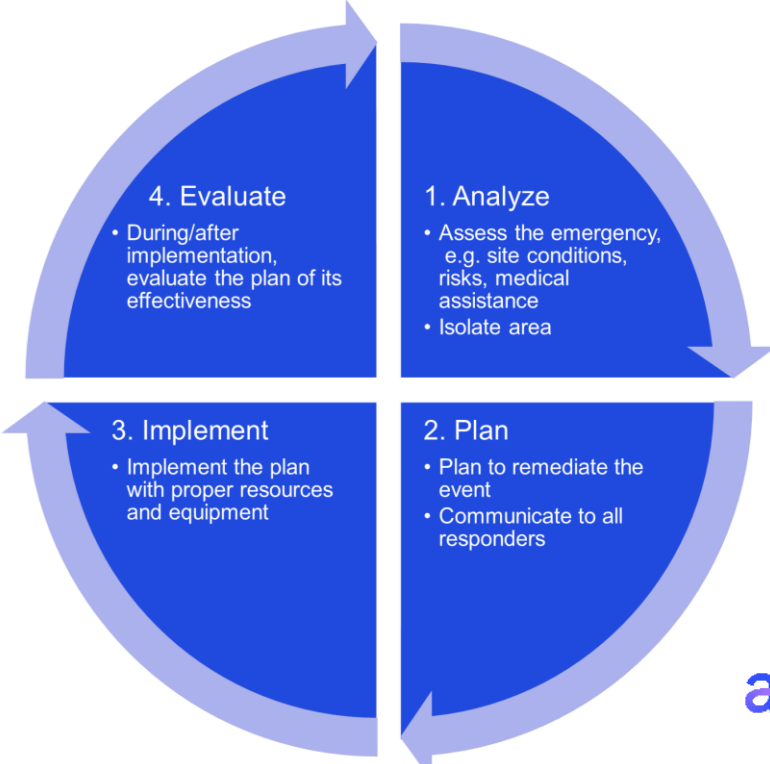 1. Analyze
• Assess the emergency,
e.g. site conditions,
risks, medical
assistance
• Isolate area
2. Plan
• Plan to remediate the
event
• Communicate to all
responders
3. Implement
• Implement the plan
with proper resources
and equipment
4. Evaluate
• During/after
implementation,
evaluate the plan of its
effectiveness
a